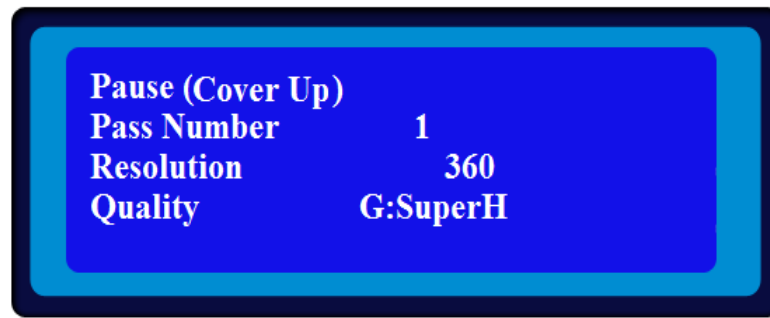 Pause (Cover Up)
Pass Number 1
Resolution 360
Quality G:SuperH